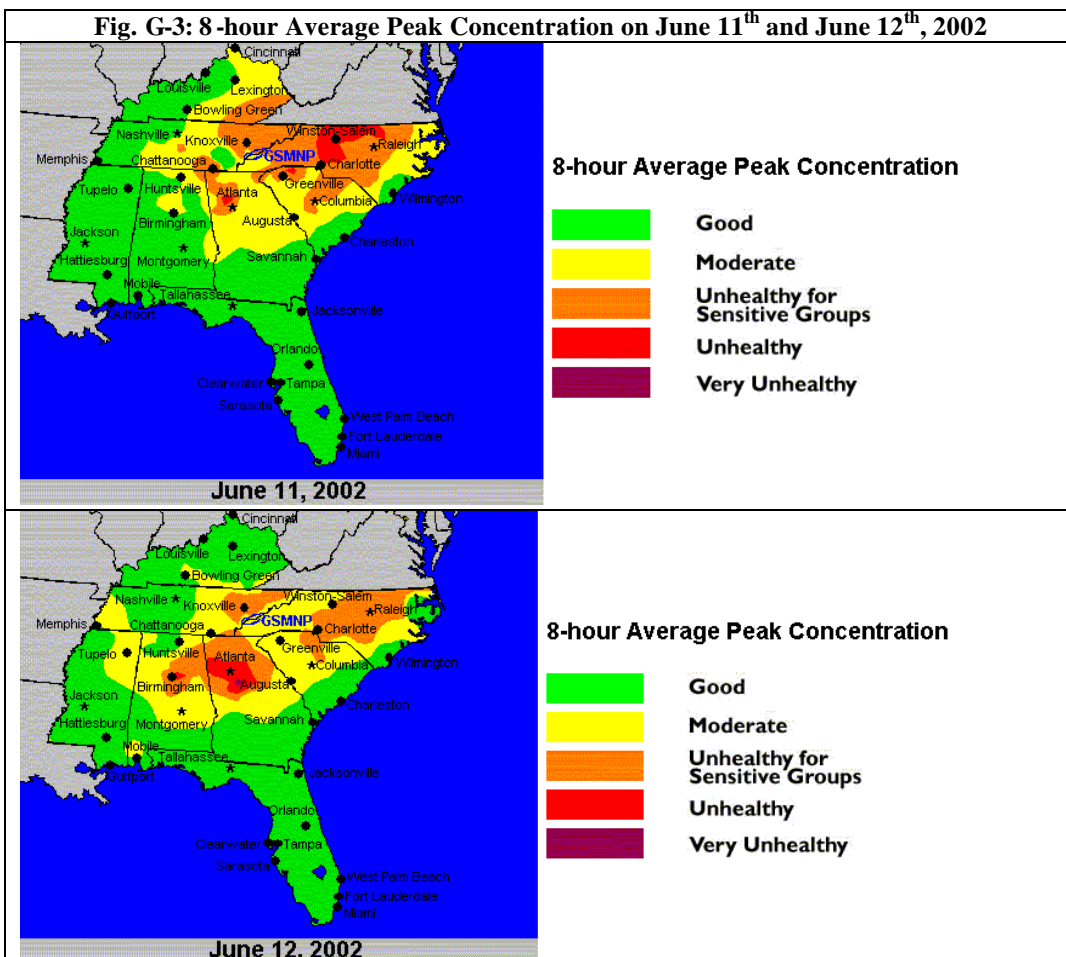 Fig. G-3: 8-hour Average Peak Concentration on June 11th and June 12th, 2002
Cincinnati
Louisville
Lexington
Bowling Green
Nashville
Knoxville
Winston-Salem
Raleigh
Memphis
Chattanooga
GSMNP
Charlotte
Tupelo
Huntsville
Greenville
Atlanta
Columbia
Wilmington
Birmingham
Augusta
Jackson
Charleston
Hattiesburg
Montgomery
Savannah
Mobile
Tallahassee
Gulfport
Jacksonville
Orlando
Clearwater
Tampa
Sarasota
West Palm Beach
Fort Lauderdale
Miami
June 11, 2002
8-hour Average Peak Concentration
Good
Moderate
Unhealthy for
Sensitive Groups
Unhealthy
Very Unhealthy
Cincinnati
Louisville
Lexington
Bowling Green
Nashville
Knoxville
Winston-Salem
Raleigh
Memphis
Chattanooga
GSMNP
Charlotte
Tupelo
Huntsville
Greenville
Atlanta
Columbia
Wilmington
Birmingham
Augusta
Jackson
Charleston
Hattiesburg
Montgomery
Savannah
Mobile
Tallahassee
Gulfport
Jacksonville
Orlando
Clearwater
Tampa
Sarasota
West Palm Beach
Fort Lauderdale
Miami
June 12, 2002
8-hour Average Peak Concentration
Good
Moderate
Unhealthy for
Sensitive Groups
Unhealthy
Very Unhealthy